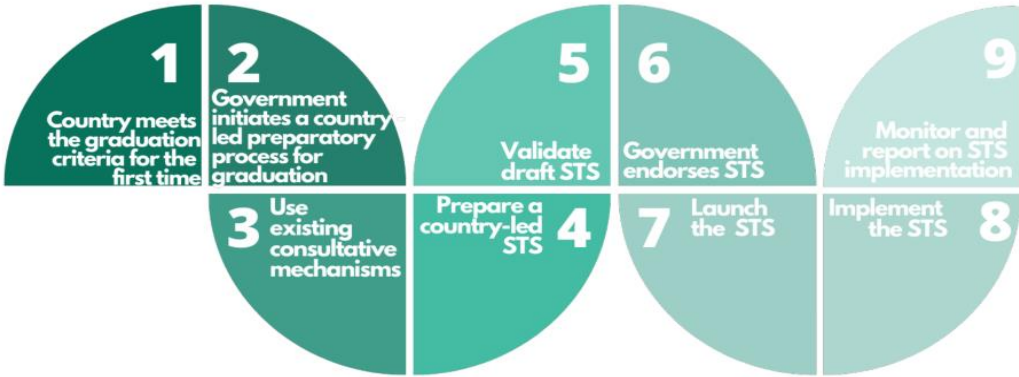 1
Country meets
the graduation
criteria for the
first time
2
Government
initiates a country-
led preparatory
process for
graduation
3
Use
existing
consultative
mechanisms
4
Prepare a
country-led
STS
5
Validate
draft STS
6
Government
endorses STS
7
Launch
the STS
8
Implement
the STS
9
Monitor and
report on STS
implementation